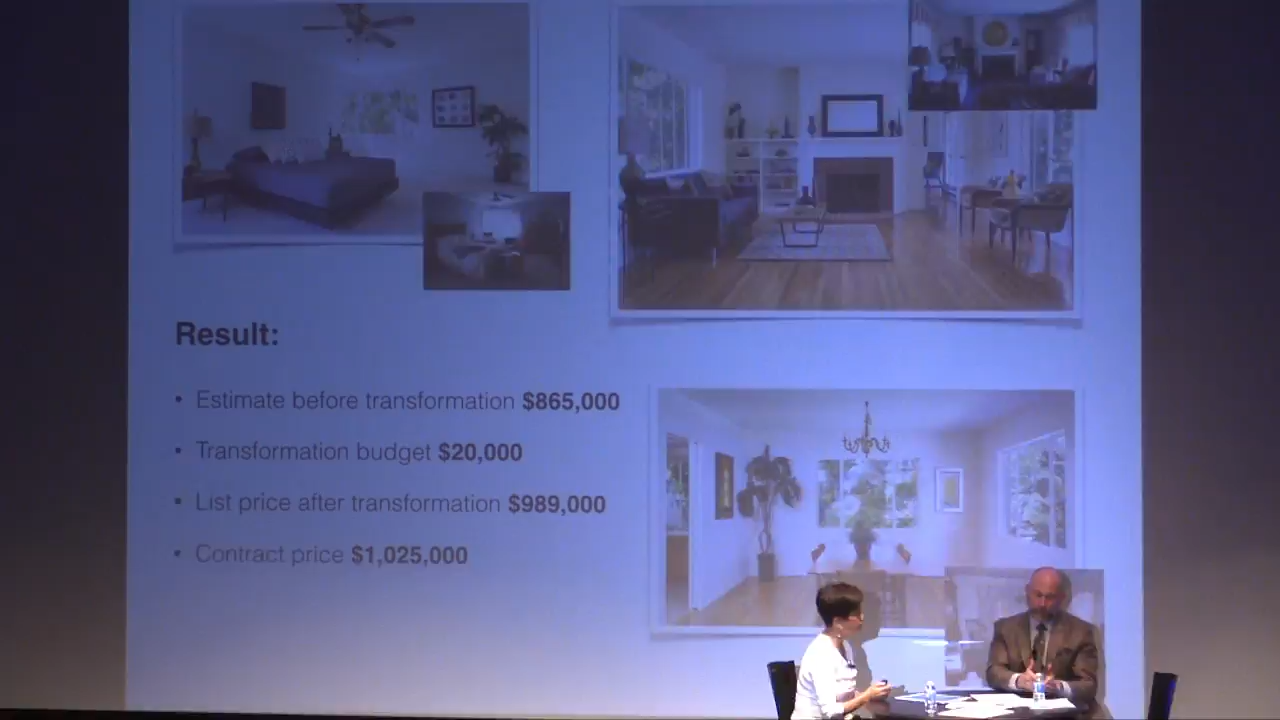 Result:
• Estimate before transformation $865,000
• Transformation budget $20,000
• List price after transformation $989,000
• Contract price $1,025,000